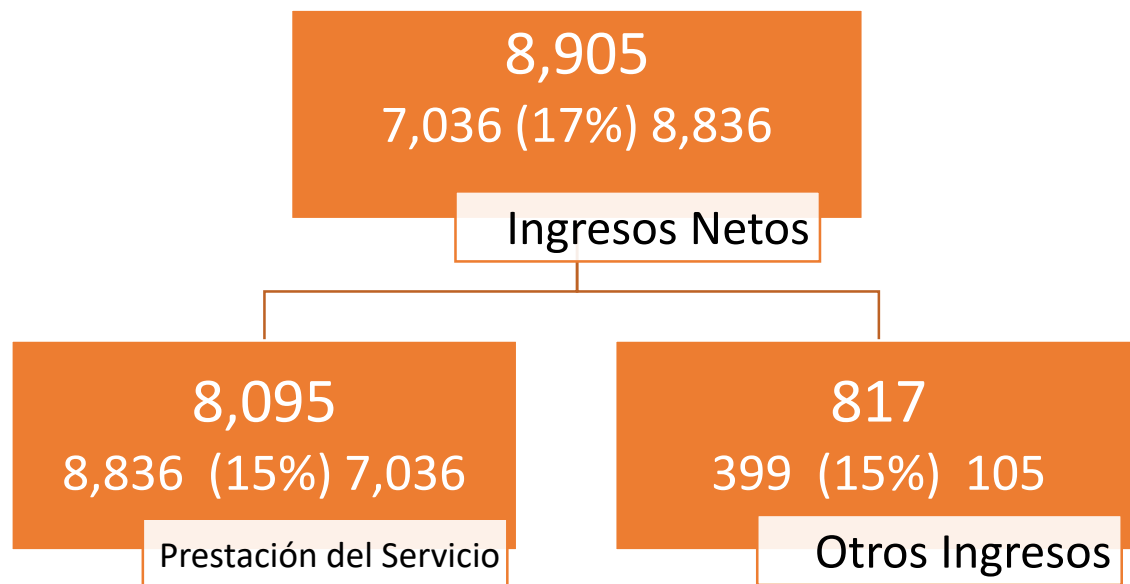 8,905
7,036 (17%) 8,836
Ingresos Netos
8,095
8,836 (15%) 7,036
Prestación del Servicio
817
399 (15%) 105
Otros Ingresos